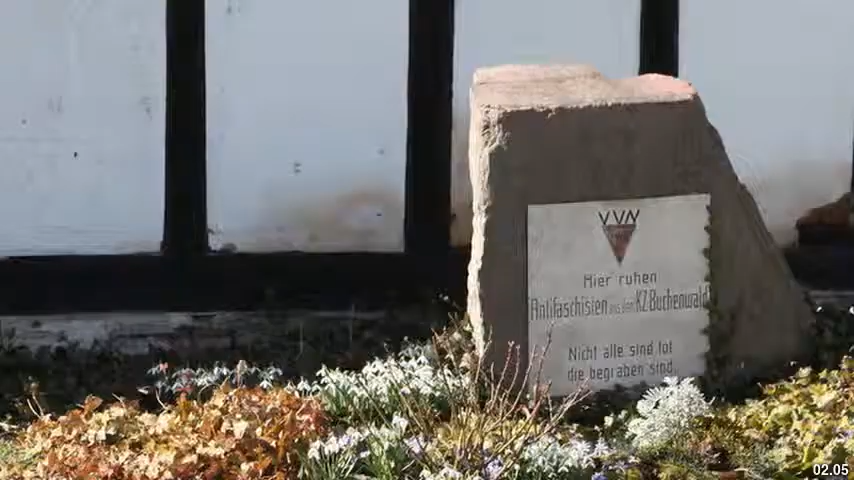 VVN
Hier ruhen
Antifaschisten aus dem KZ Buchenwald
Nicht alle sind tot
die begraben sind.
02.05